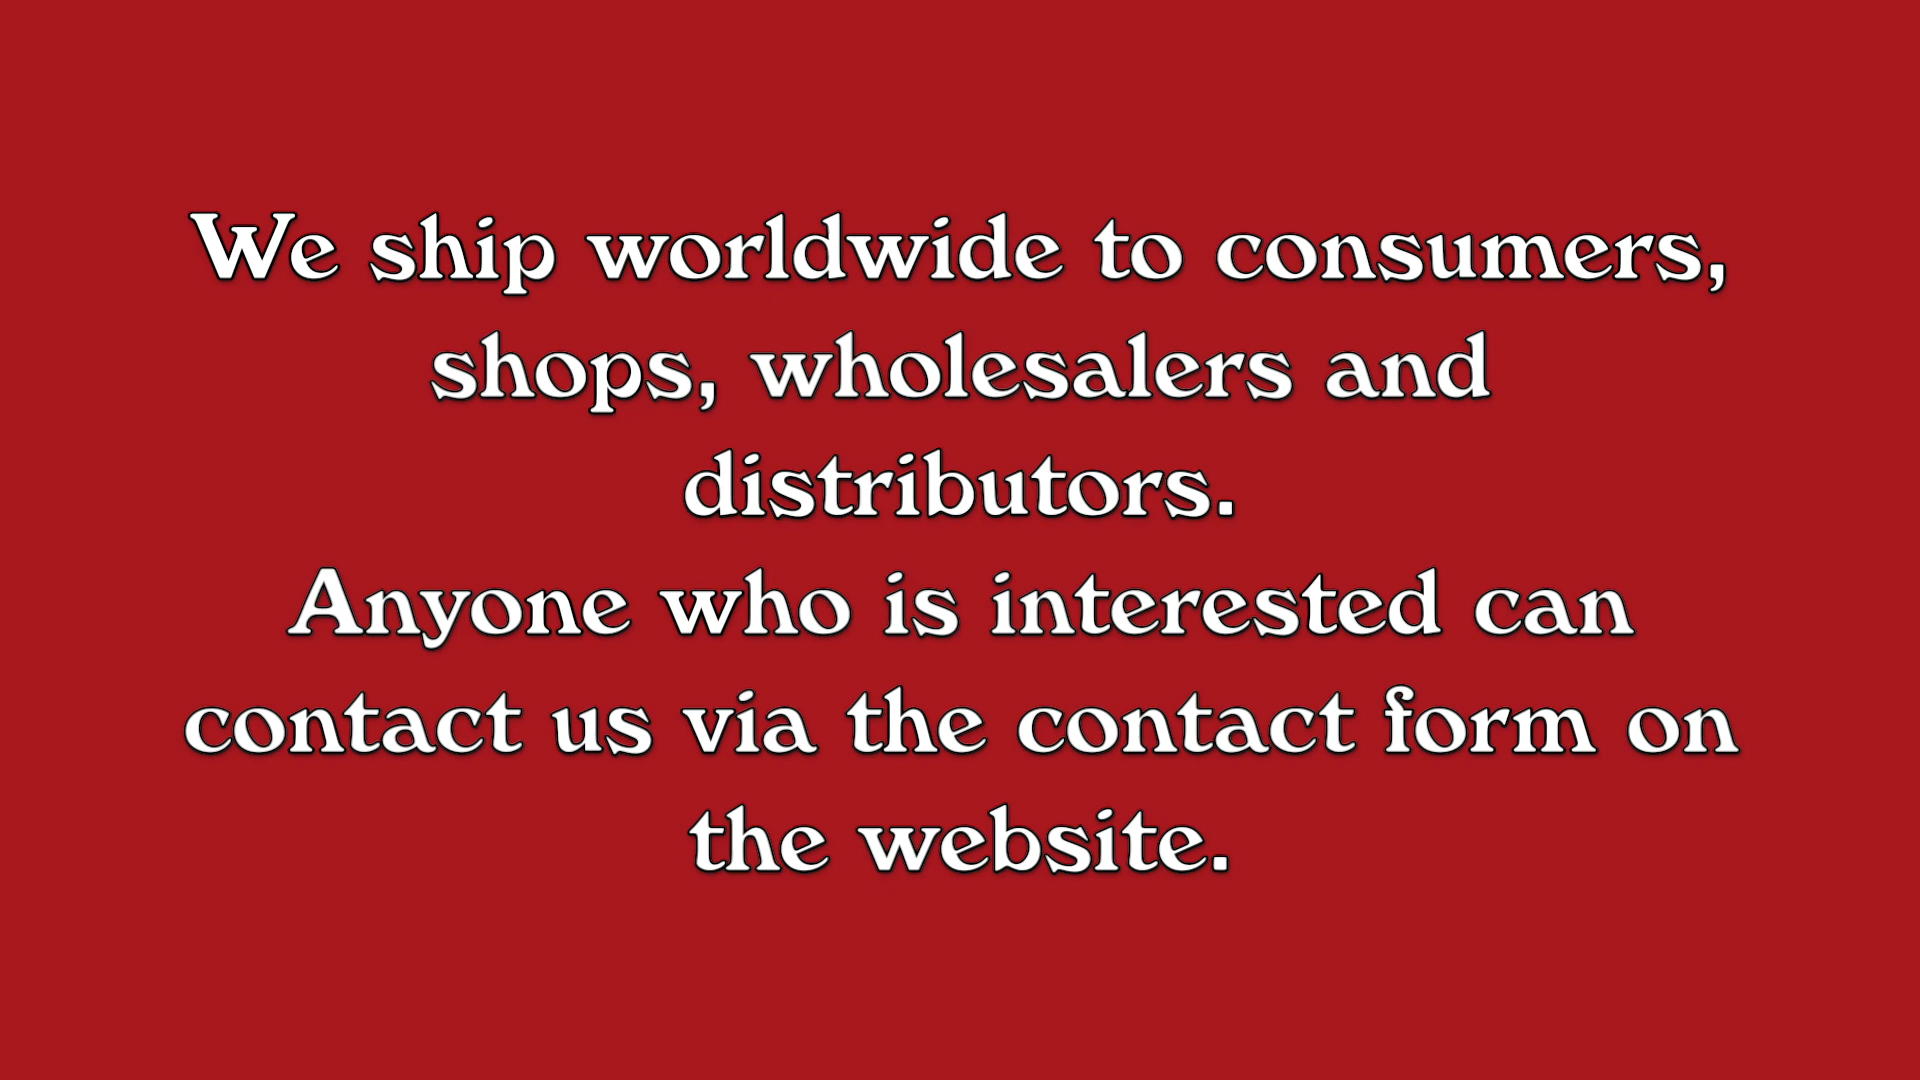 We ship worldwide to consumers,
shops, wholesalers and
distributors.
Anyone who is interested can
contact us via the contact form on
the website.